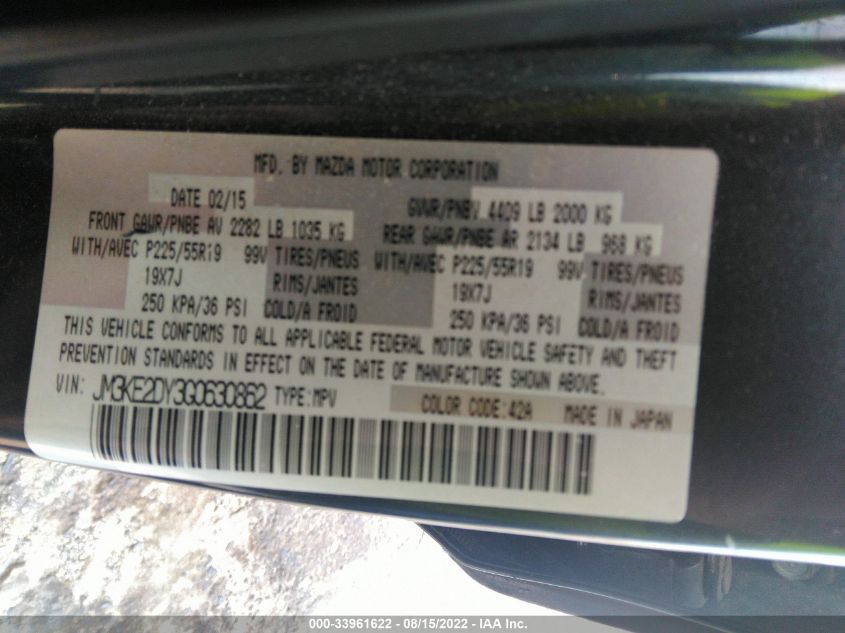 MFD. BY MAZDA MOTOR CORPORATION
DATE 02/15 GVWR/PNBV 4409 LB 2000 KG
FRONT GAWR/PNBE AV 2282 LB 1035 KG REAR GAWR/PNBE AR 2134 LB 968 KG
WITH/AVEC P225/55R19 99V TIRES/PNEUS WITH/AVEC P225/55R19 99V TIRES/PNEUS
19X7J RIMS/JANTES 19X7J RIMS/JANTES
250 KPA/36 PSI COLD/A FROID 250 KPA/36 PSI COLD/A FROID
THIS VEHICLE CONFORMS TO ALL APPLICABLE FEDERAL MOTOR VEHICLE SAFETY AND THEFT
PREVENTION STANDARDS IN EFFECT ON THE DATE OF MANUFACTURE SHOWN ABOVE.
VIN: JM3KE2DY3G0630862 TYPE:MPV COLOR CODE:42A MADE IN JAPAN
000-33961622 - 08/15/2022 - IAA Inc.